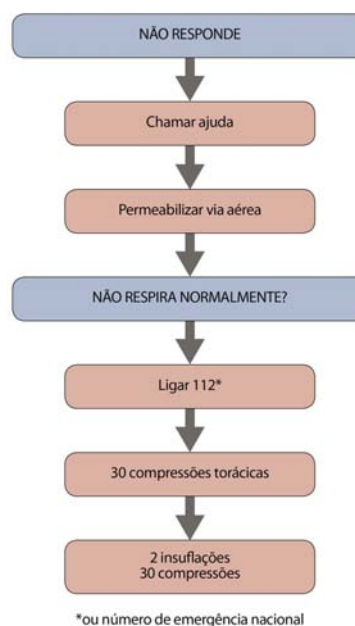 NÃO RESPONDE
Chamar ajuda
Permeabilizar via aérea
NÃO RESPIRA NORMALMENTE?
Ligar 112*
30 compressões torácicas
2 insuflações
30 compressões
*ou número de emergência nacional